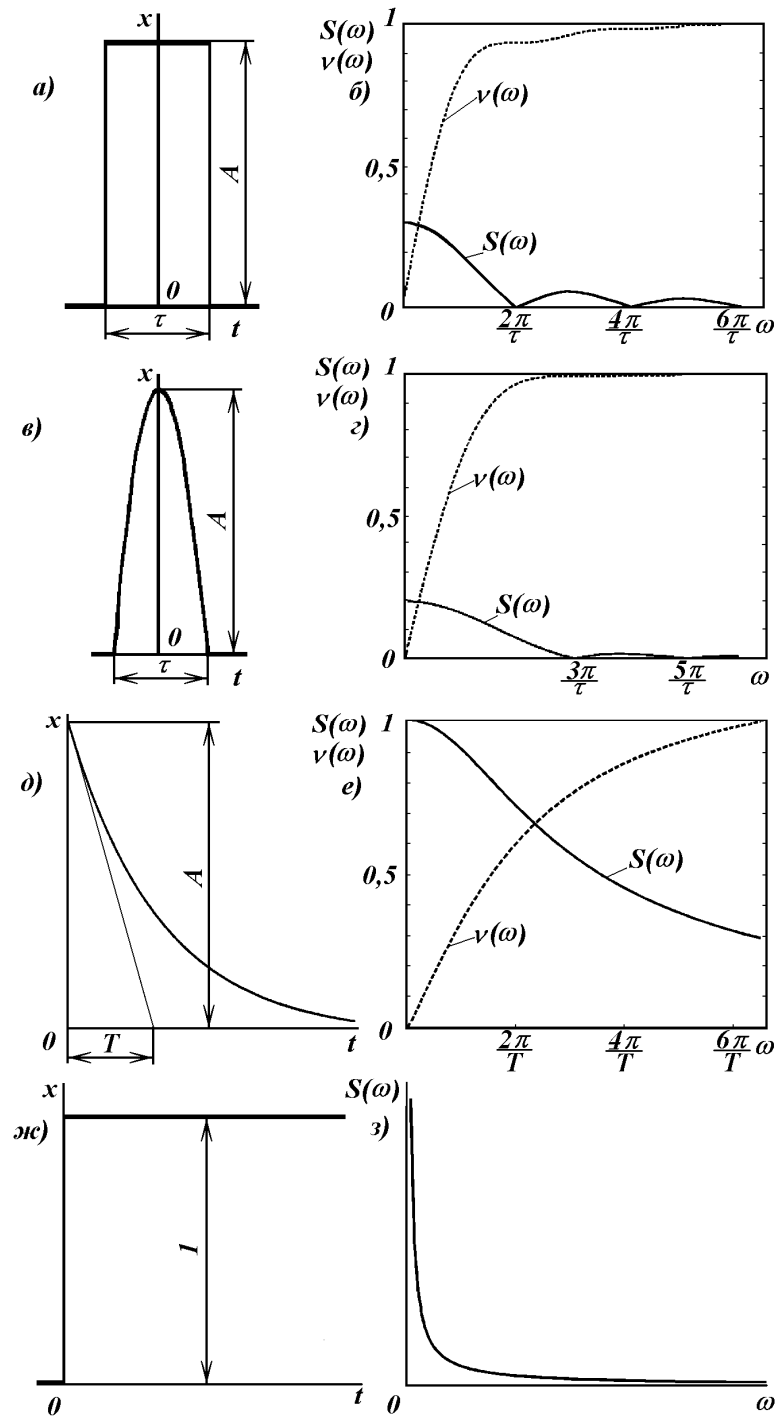 а)
x
A
0
τ
t
S(ω)
ν(ω)
б)
1
ν(ω)
0,5
S(ω)
0
2π/τ
4π/τ
6π/τ
ω
в)
x
A
0
τ
t
S(ω)
ν(ω)
г)
1
ν(ω)
0,5
S(ω)
0
3π/τ
5π/τ
ω
д)
x
A
0
T
t
S(ω)
ν(ω)
е)
1
S(ω)
0,5
ν(ω)
0
2π/T
4π/T
6π/T
ω
ж)
x
1
0
t
S(ω)
з)
0
ω